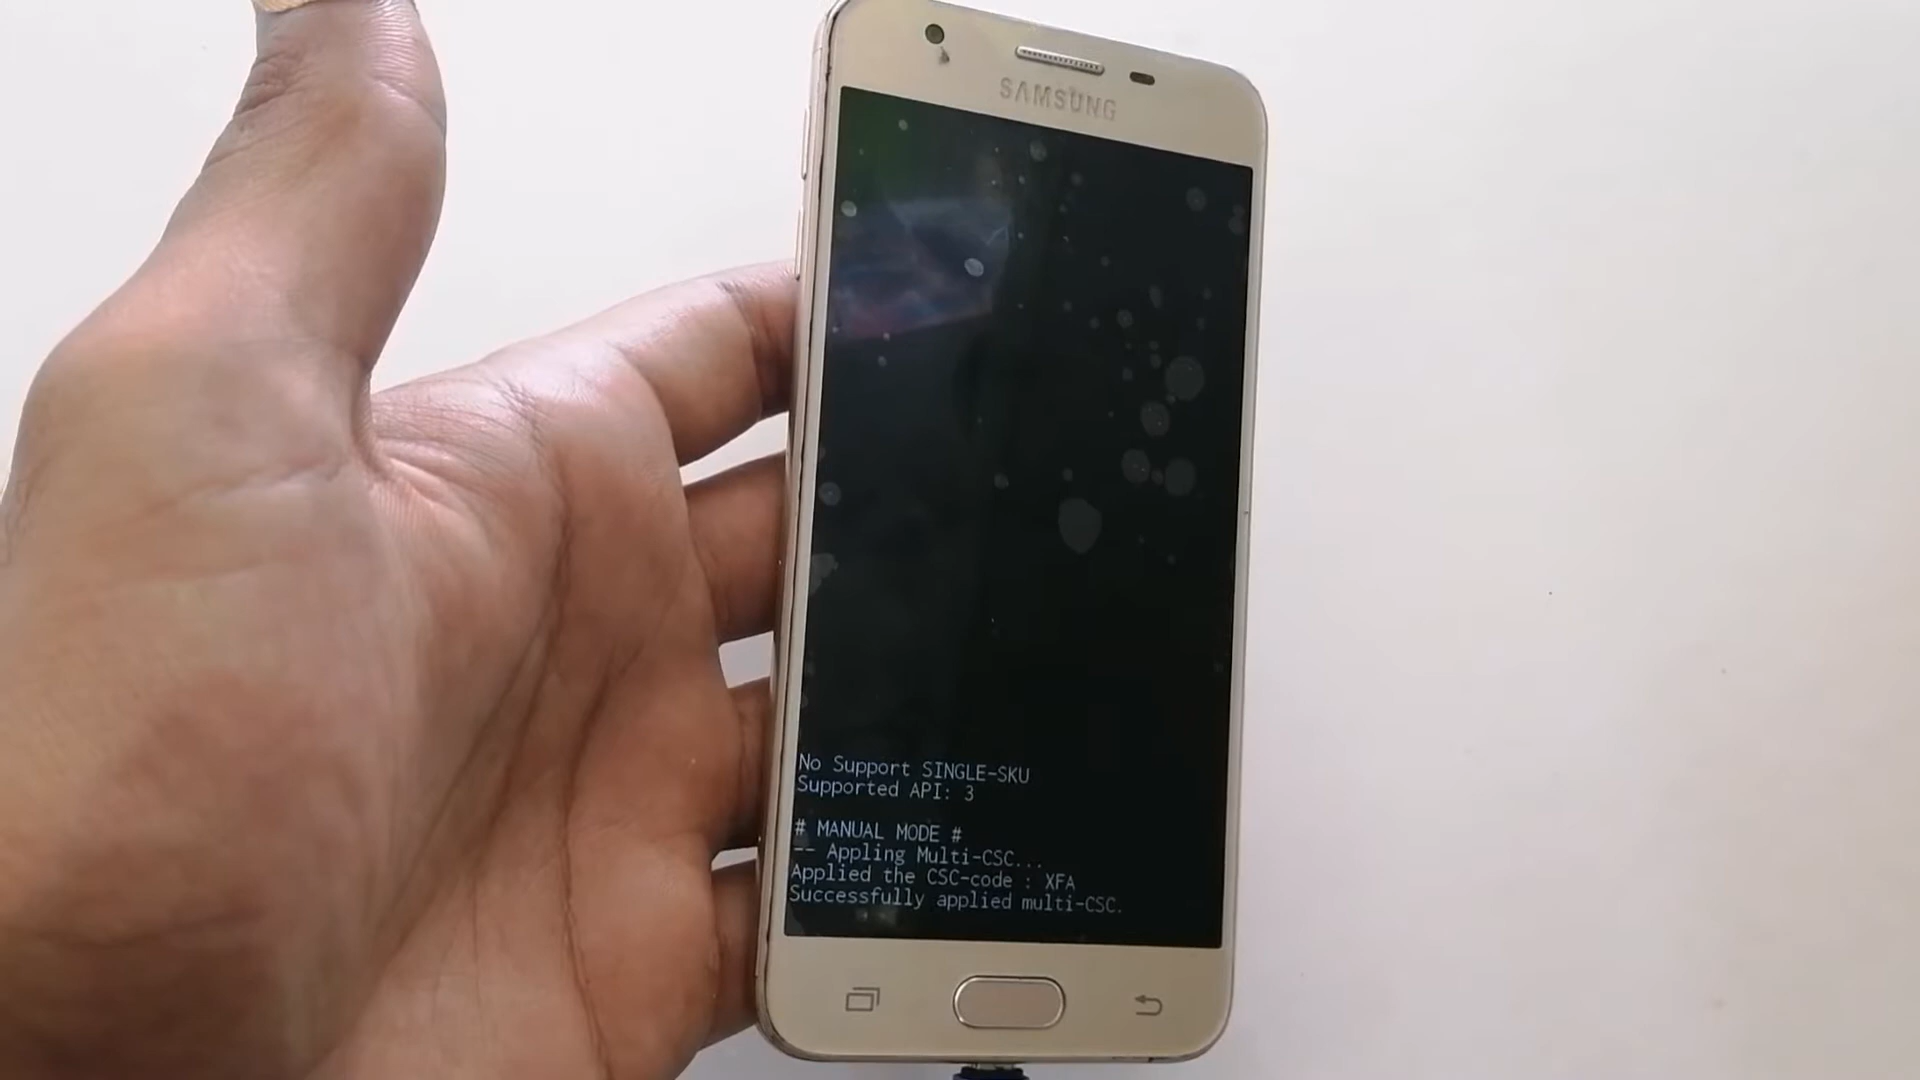 SAMSUNG
No Support SINGLE-SKU
Supported API: 3
# MANUAL MODE #
-- Appling Multi-CSC...
Applied the CSC-code : XFA
Successfully applied multi-CSC.